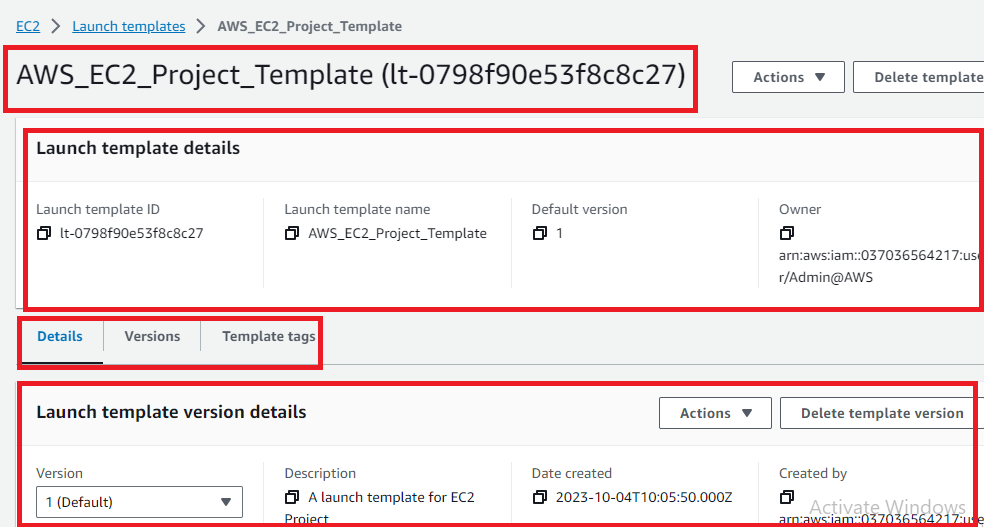 EC2 > Launch templates > AWS_EC2_Project_Template
AWS_EC2_Project_Template (lt-0798f90e53f8c8c27)
Actions ▼ Delete template
Launch template details
Launch template ID
lt-0798f90e53f8c8c27
Launch template name
AWS_EC2_Project_Template
Default version
1
Owner
arn:aws:iam::037036564217:use
r/Admin@AWS
Details Versions Template tags
Launch template version details
Actions ▼ Delete template version
Version
1 (Default) ▼
Description
A launch template for EC2
Project
Date created
2023-10-04T10:05:50.000Z
Created by
arn:aws:iam::037036564217:use
Activate Windows